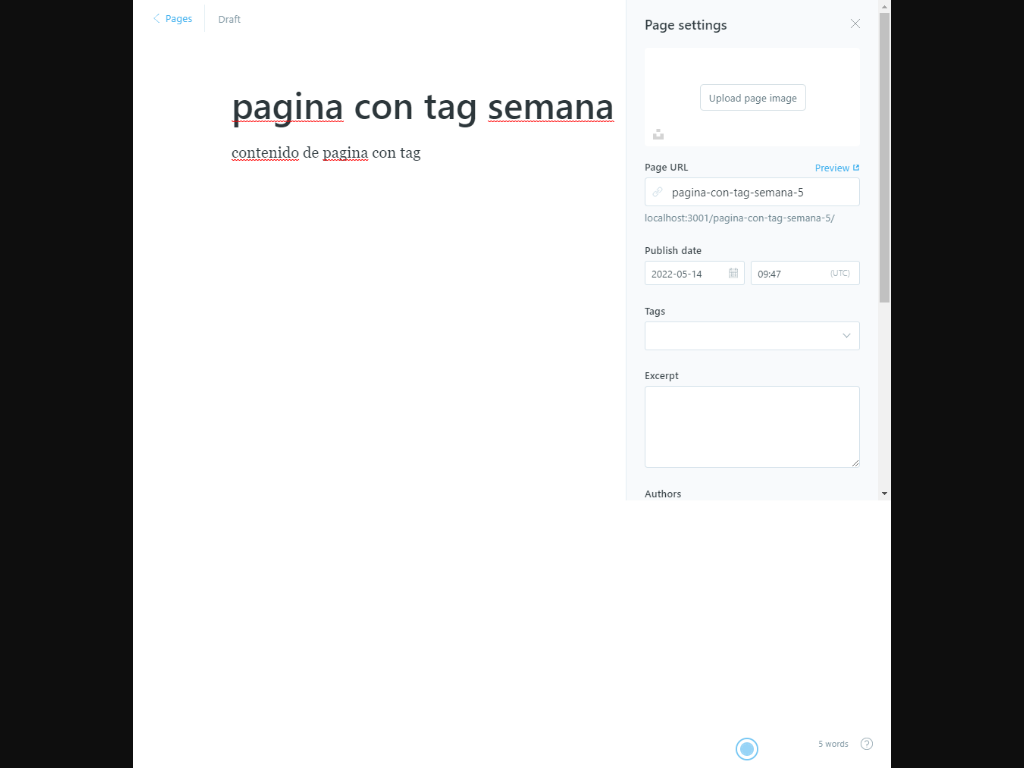 Pages
Draft
pagina con tag semana
contenido de pagina con tag
Page settings
Upload page image
Page URL
Preview
pagina-con-tag-semana-5
localhost:3001/pagina-con-tag-semana-5/
Publish date
2022-05-14
09:47 (UTC)
Tags
Excerpt
Authors
5 words
?